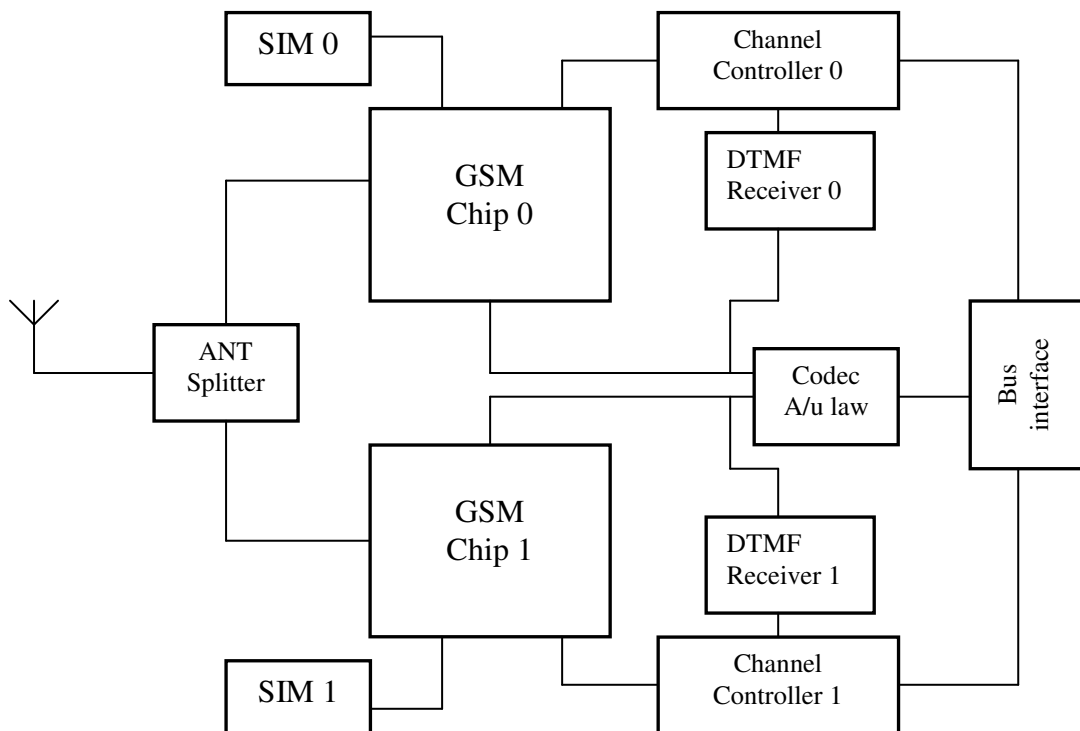 SIM 0
Channel
Controller 0
GSM
Chip 0
DTMF
Receiver 0
ANT
Splitter
Codec
A/u law
Bus
interface
GSM
Chip 1
DTMF
Receiver 1
SIM 1
Channel
Controller 1